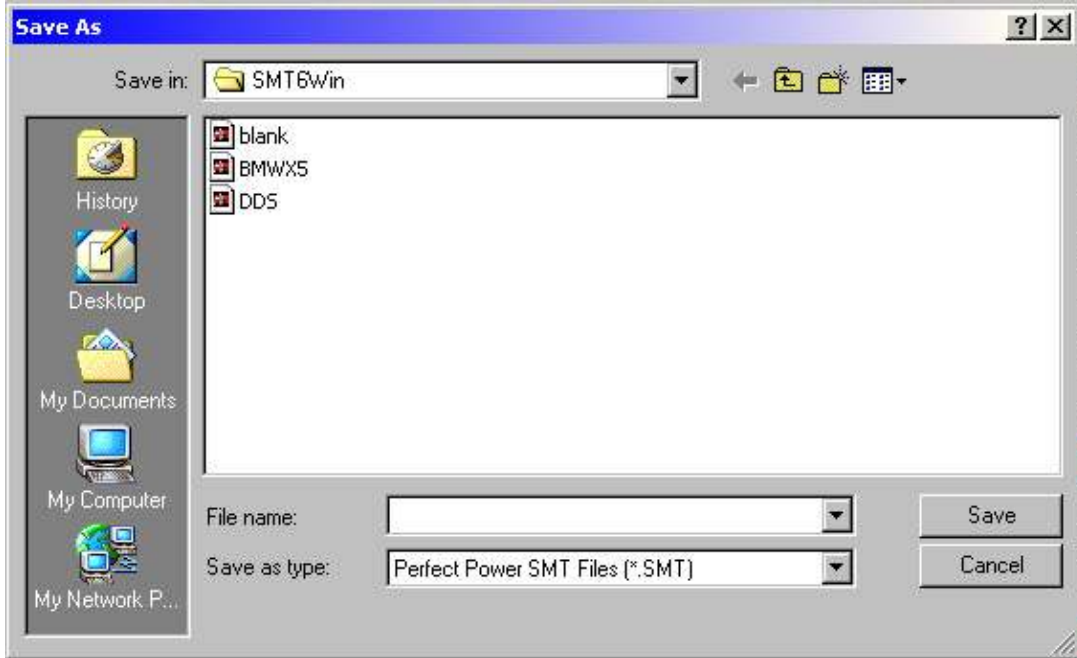 Save As
Save in: SMT6Win
blank
BMWX5
DDS
History
Desktop
My Documents
My Computer
My Network P...
File name:
Save
Save as type: Perfect Power SMT Files (*.SMT)
Cancel